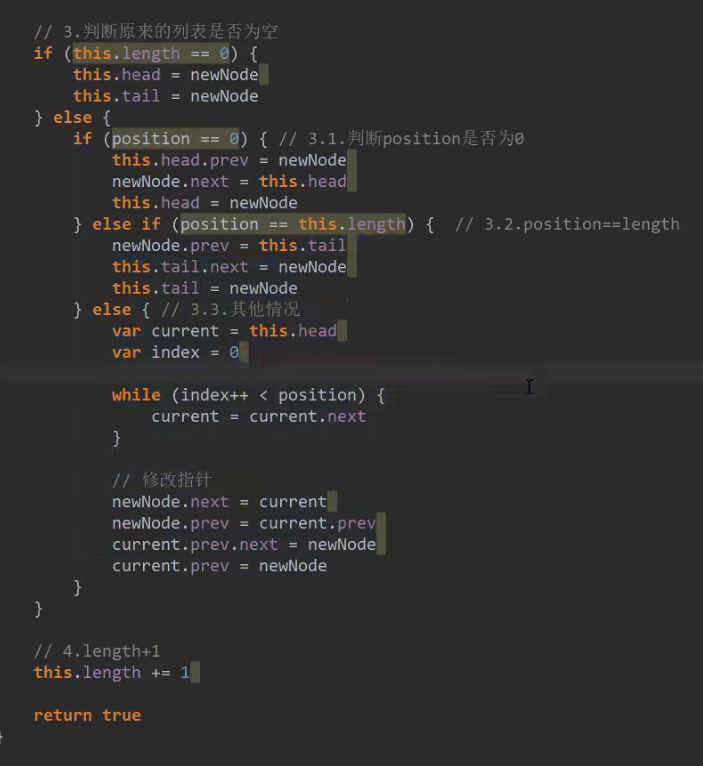 // 3.判断原来的列表是否为空
if (this.length == 0) {
    this.head = newNode
    this.tail = newNode
} else {
    if (position == 0) { // 3.1.判断position是否为0
        this.head.prev = newNode
        newNode.next = this.head
        this.head = newNode
    } else if (position == this.length) {  // 3.2.position==length
        newNode.prev = this.tail
        this.tail.next = newNode
        this.tail = newNode
    } else { // 3.3.其他情况
        var current = this.head
        var index = 0

        while (index++ < position) {
            current = current.next
        }

        // 修改指针
        newNode.next = current
        newNode.prev = current.prev
        current.prev.next = newNode
        current.prev = newNode
    }
}

// 4.length+1
this.length += 1

return true
}